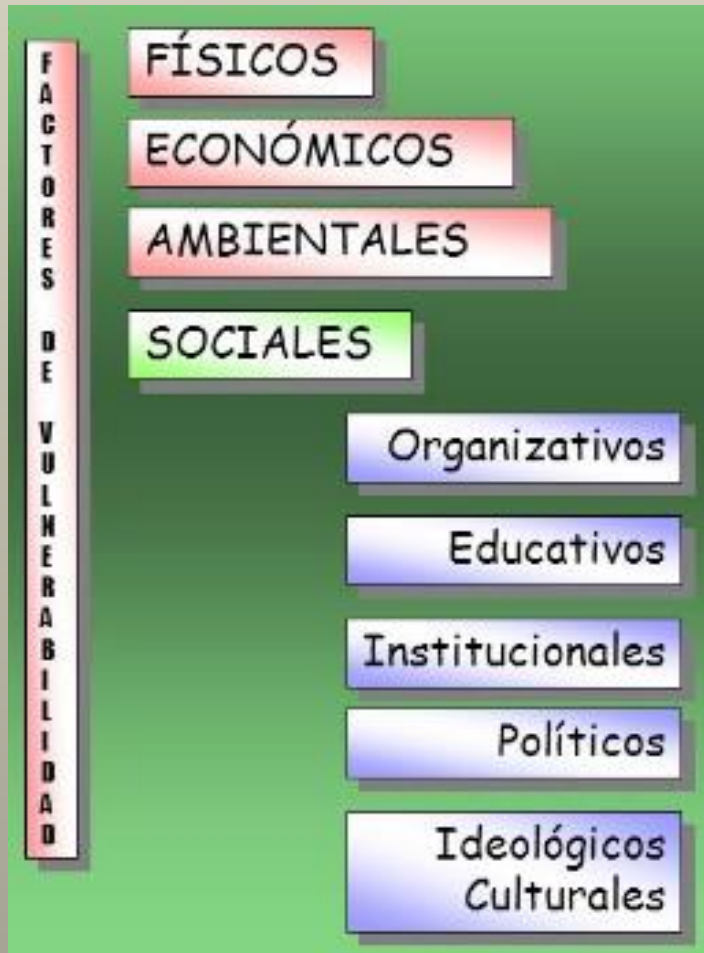 FACTORES DE VULNERABILIDAD
FÍSICOS
ECONÓMICOS
AMBIENTALES
SOCIALES
Organizativos
Educativos
Institucionales
Políticos
Ideológicos
Culturales